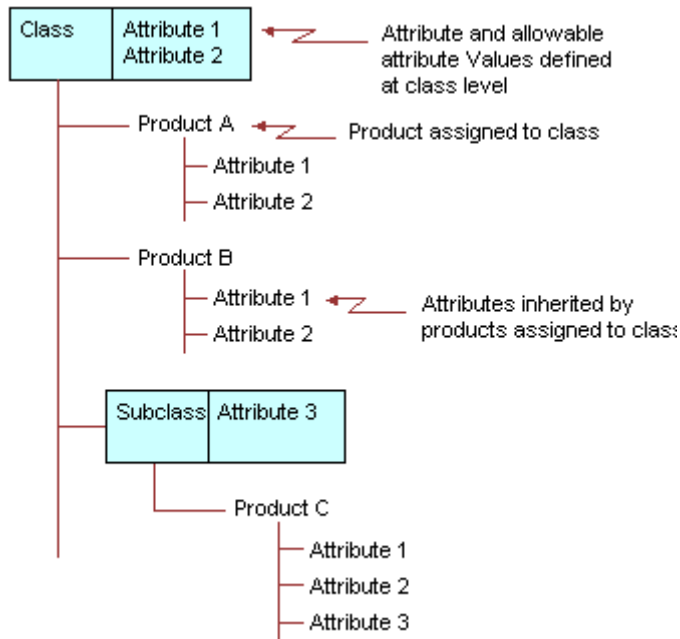 Class
Attribute 1
Attribute 2
Attribute and allowable
attribute Values defined
at class level
Product A
Product assigned to class
Attribute 1
Attribute 2
Product B
Attribute 1
Attribute 2
Attributes inherited by
products assigned to class
Subclass
Attribute 3
Product C
Attribute 1
Attribute 2
Attribute 3